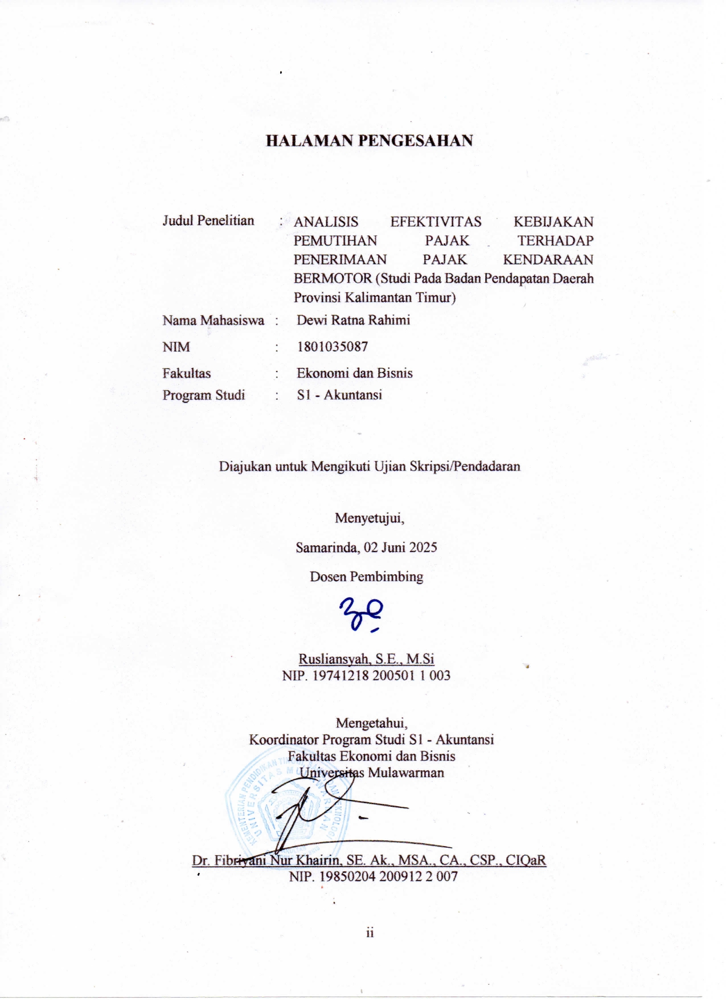 HALAMAN PENGESAHAN
Judul Penelitian : ANALISIS EFEKTIVITAS KEBIJAKAN
PEMUTIHAN PAJAK TERHADAP
PENERIMAAN PAJAK KENDARAAN
BERMOTOR (Studi Pada Badan Pendapatan Daerah
Provinsi Kalimantan Timur)
Nama Mahasiswa : Dewi Ratna Rahimi
NIM : 1801035087
Fakultas : Ekonomi dan Bisnis
Program Studi : S1 - Akuntansi
Diajukan untuk Mengikuti Ujian Skripsi/Pendadaran
Menyetujui,
Samarinda, 02 Juni 2025
Dosen Pembimbing
Rusliansyah, S.E., M.Si
NIP. 19741218 200501 1 003
Mengetahui,
Koordinator Program Studi S1 - Akuntansi
Fakultas Ekonomi dan Bisnis
Universitas Mulawarman
KEMENTERIAN PENDIDIKAN TINGGI, SAINS, DAN TEKNOLOGI
UNIVERSITAS MULAWARMAN
Dr. Fibriyani Nur Khairin, SE. Ak., MSA., CA., CSP., CIQaR
NIP. 19850204 200912 2 007
ii